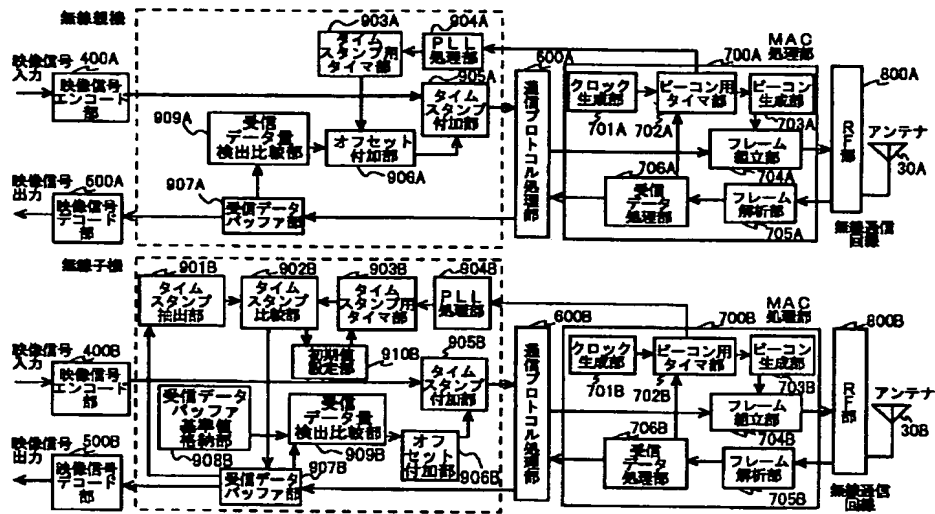 無線親機
映像信号
入力
400A
映像信号
エンコード
部
903A
タイム
スタンプ用
タイマ部
904A
PLL
処理部
905A
タイム
スタンプ
付加部
909A
受信
データ量
検出比較部
オフセット
付加部
906A
映像信号
出力
500A
映像信号
デコード
部
907A
受信データ
バッファ部
600A
通信プロトコル処理部
700A
MAC
処理部
クロック
生成部
701A
ビーコン用
タイマ部
702A
ビーコン
生成部
703A
フレーム
組立部
704A
706A
受信
データ
処理部
フレーム
解析部
705A
800A
RF部
アンテナ
30A
無線通信
回線
無線子機
901B
タイム
スタンプ
抽出部
902B
タイム
スタンプ
比較部
903B
タイム
スタンプ用
タイマ部
904B
PLL
処理部
初期値
設定部
910B
905B
タイム
スタンプ
付加部
映像信号
入力
400B
映像信号
エンコード
部
受信データ
バッファ
基準値
格納部
908B
受信
データ量
検出比較部
909B
オフ
セット
付加部
906B
映像信号
出力
500B
映像信号
デコード
部
907B
受信データ
バッファ部
600B
通信プロトコル処理部
700B
MAC
処理部
クロック
生成部
701B
ビーコン用
タイマ部
702B
ビーコン
生成部
703B
フレーム
組立部
704B
706B
受信
データ
処理部
フレーム
解析部
705B
800B
RF部
アンテナ
30B
無線通信
回線